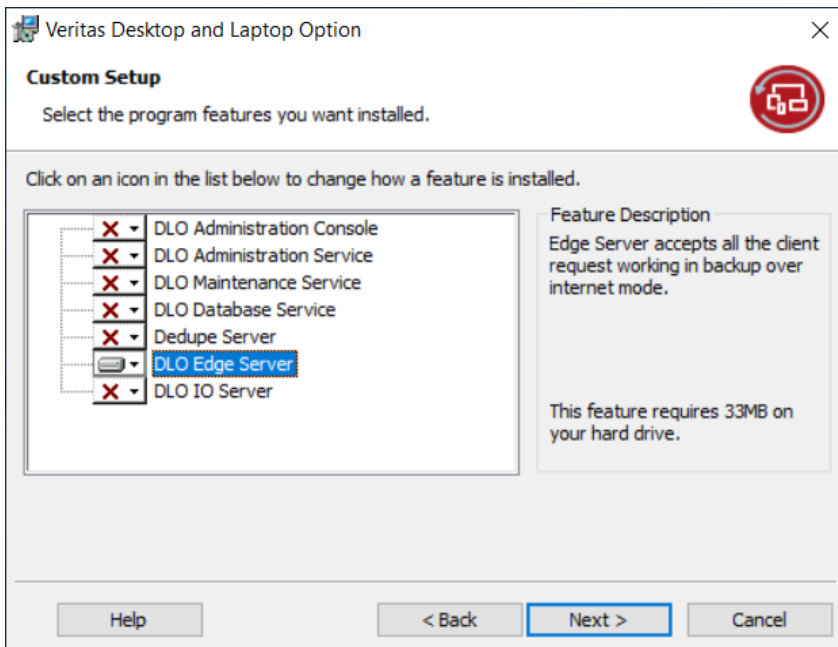 Veritas Desktop and Laptop Option
Custom Setup
Select the program features you want installed.
Click on an icon in the list below to change how a feature is installed.
DLO Administration Console
DLO Administration Service
DLO Maintenance Service
DLO Database Service
Dedupe Server
DLO Edge Server
DLO IO Server
Feature Description
Edge Server accepts all the client
request working in backup over
internet mode.
This feature requires 33MB on
your hard drive.
Help
< Back
Next >
Cancel